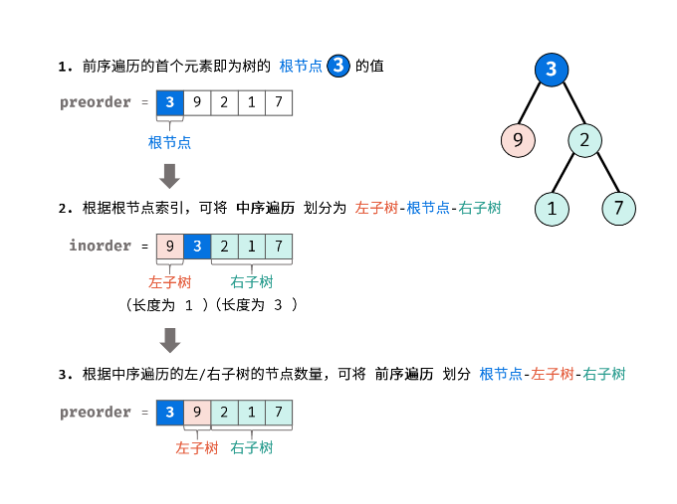 1. 前序遍历的首个元素即为树的 根节点 3 的值
preorder = 3 9 2 1 7
根节点
2. 根据根节点索引，可将 中序遍历 划分为 左子树-根节点-右子树
inorder = 9 3 2 1 7
左子树 右子树
（长度为 1 ）（长度为 3 ）
3. 根据中序遍历的左/右子树的节点数量，可将 前序遍历 划分 根节点-左子树-右子树
preorder = 3 9 2 1 7
左子树 右子树
3
9 2
1 7